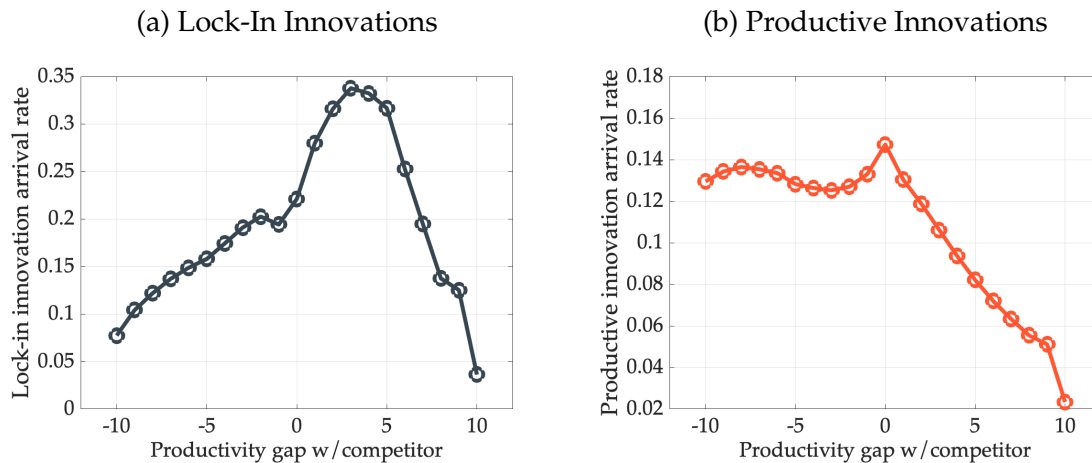 (a) Lock-In Innovations
Lock-in innovation arrival rate
0.35
0.3
0.25
0.2
0.15
0.1
0.05
0
-10 -5 0 5 10
Productivity gap w/competitor
(b) Productive Innovations
Productive innovation arrival rate
0.18
0.16
0.14
0.12
0.1
0.08
0.06
0.04
0.02
-10 -5 0 5 10
Productivity gap w/competitor